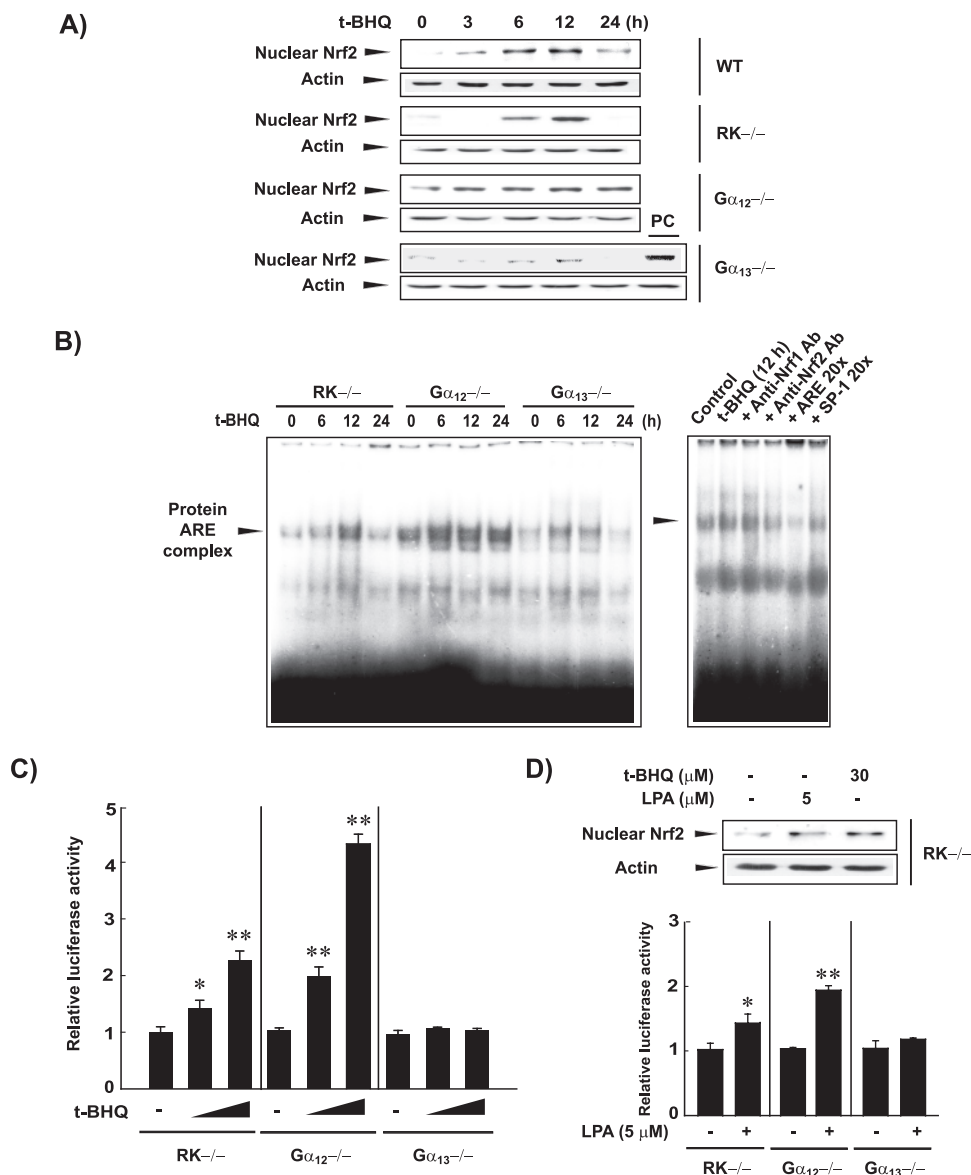 A)
t-BHQ 0 3 6 12 24 (h)
Nuclear Nrf2
Actin
WT
Nuclear Nrf2
Actin
RK–/–
Nuclear Nrf2
Actin
Gα12–/–
PC
Nuclear Nrf2
Actin
Gα13–/–
B)
RK–/– Gα12–/– Gα13–/–
t-BHQ 0 6 12 24 0 6 12 24 0 6 12 24 (h)
Protein
ARE
complex
Control
t-BHQ (12 h)
+ Anti-Nrf1 Ab
+ Anti-Nrf2 Ab
+ ARE 20x
+ SP-1 20x
C)
Relative luciferase activity
5
4
3
2
1
0
* ** ** **
t-BHQ - - -
RK–/– Gα12–/– Gα13–/–
D)
t-BHQ (μM) - - 30
LPA (μM) - 5 -
Nuclear Nrf2
Actin
RK–/–
Relative luciferase activity
3
2
1
0
* **
LPA (5 μM) - + - + - +
RK–/– Gα12–/– Gα13–/–